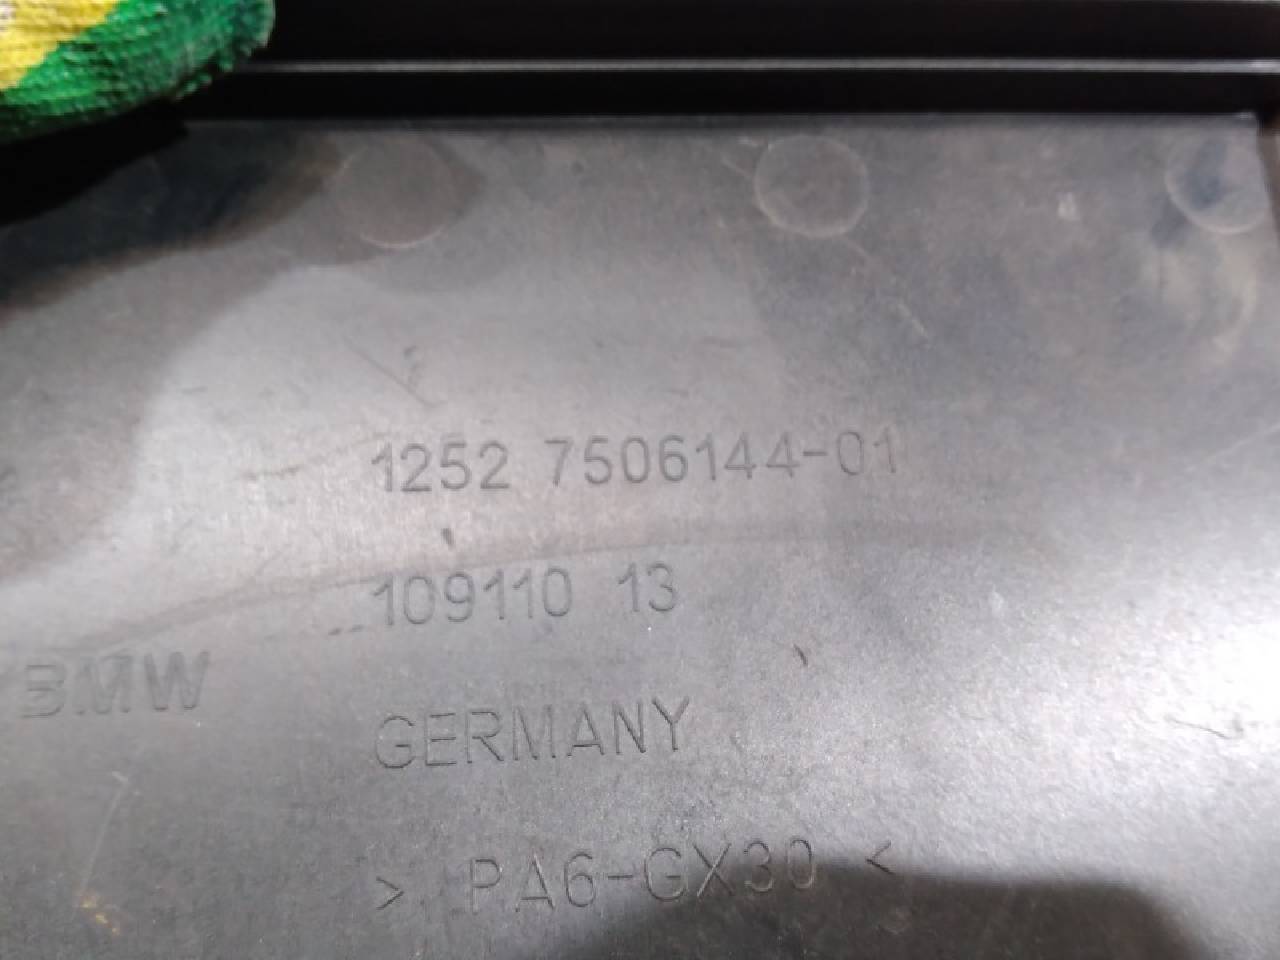 1252 7506144-01
109110 13
BMW
GERMANY
> PA6-GX30 <